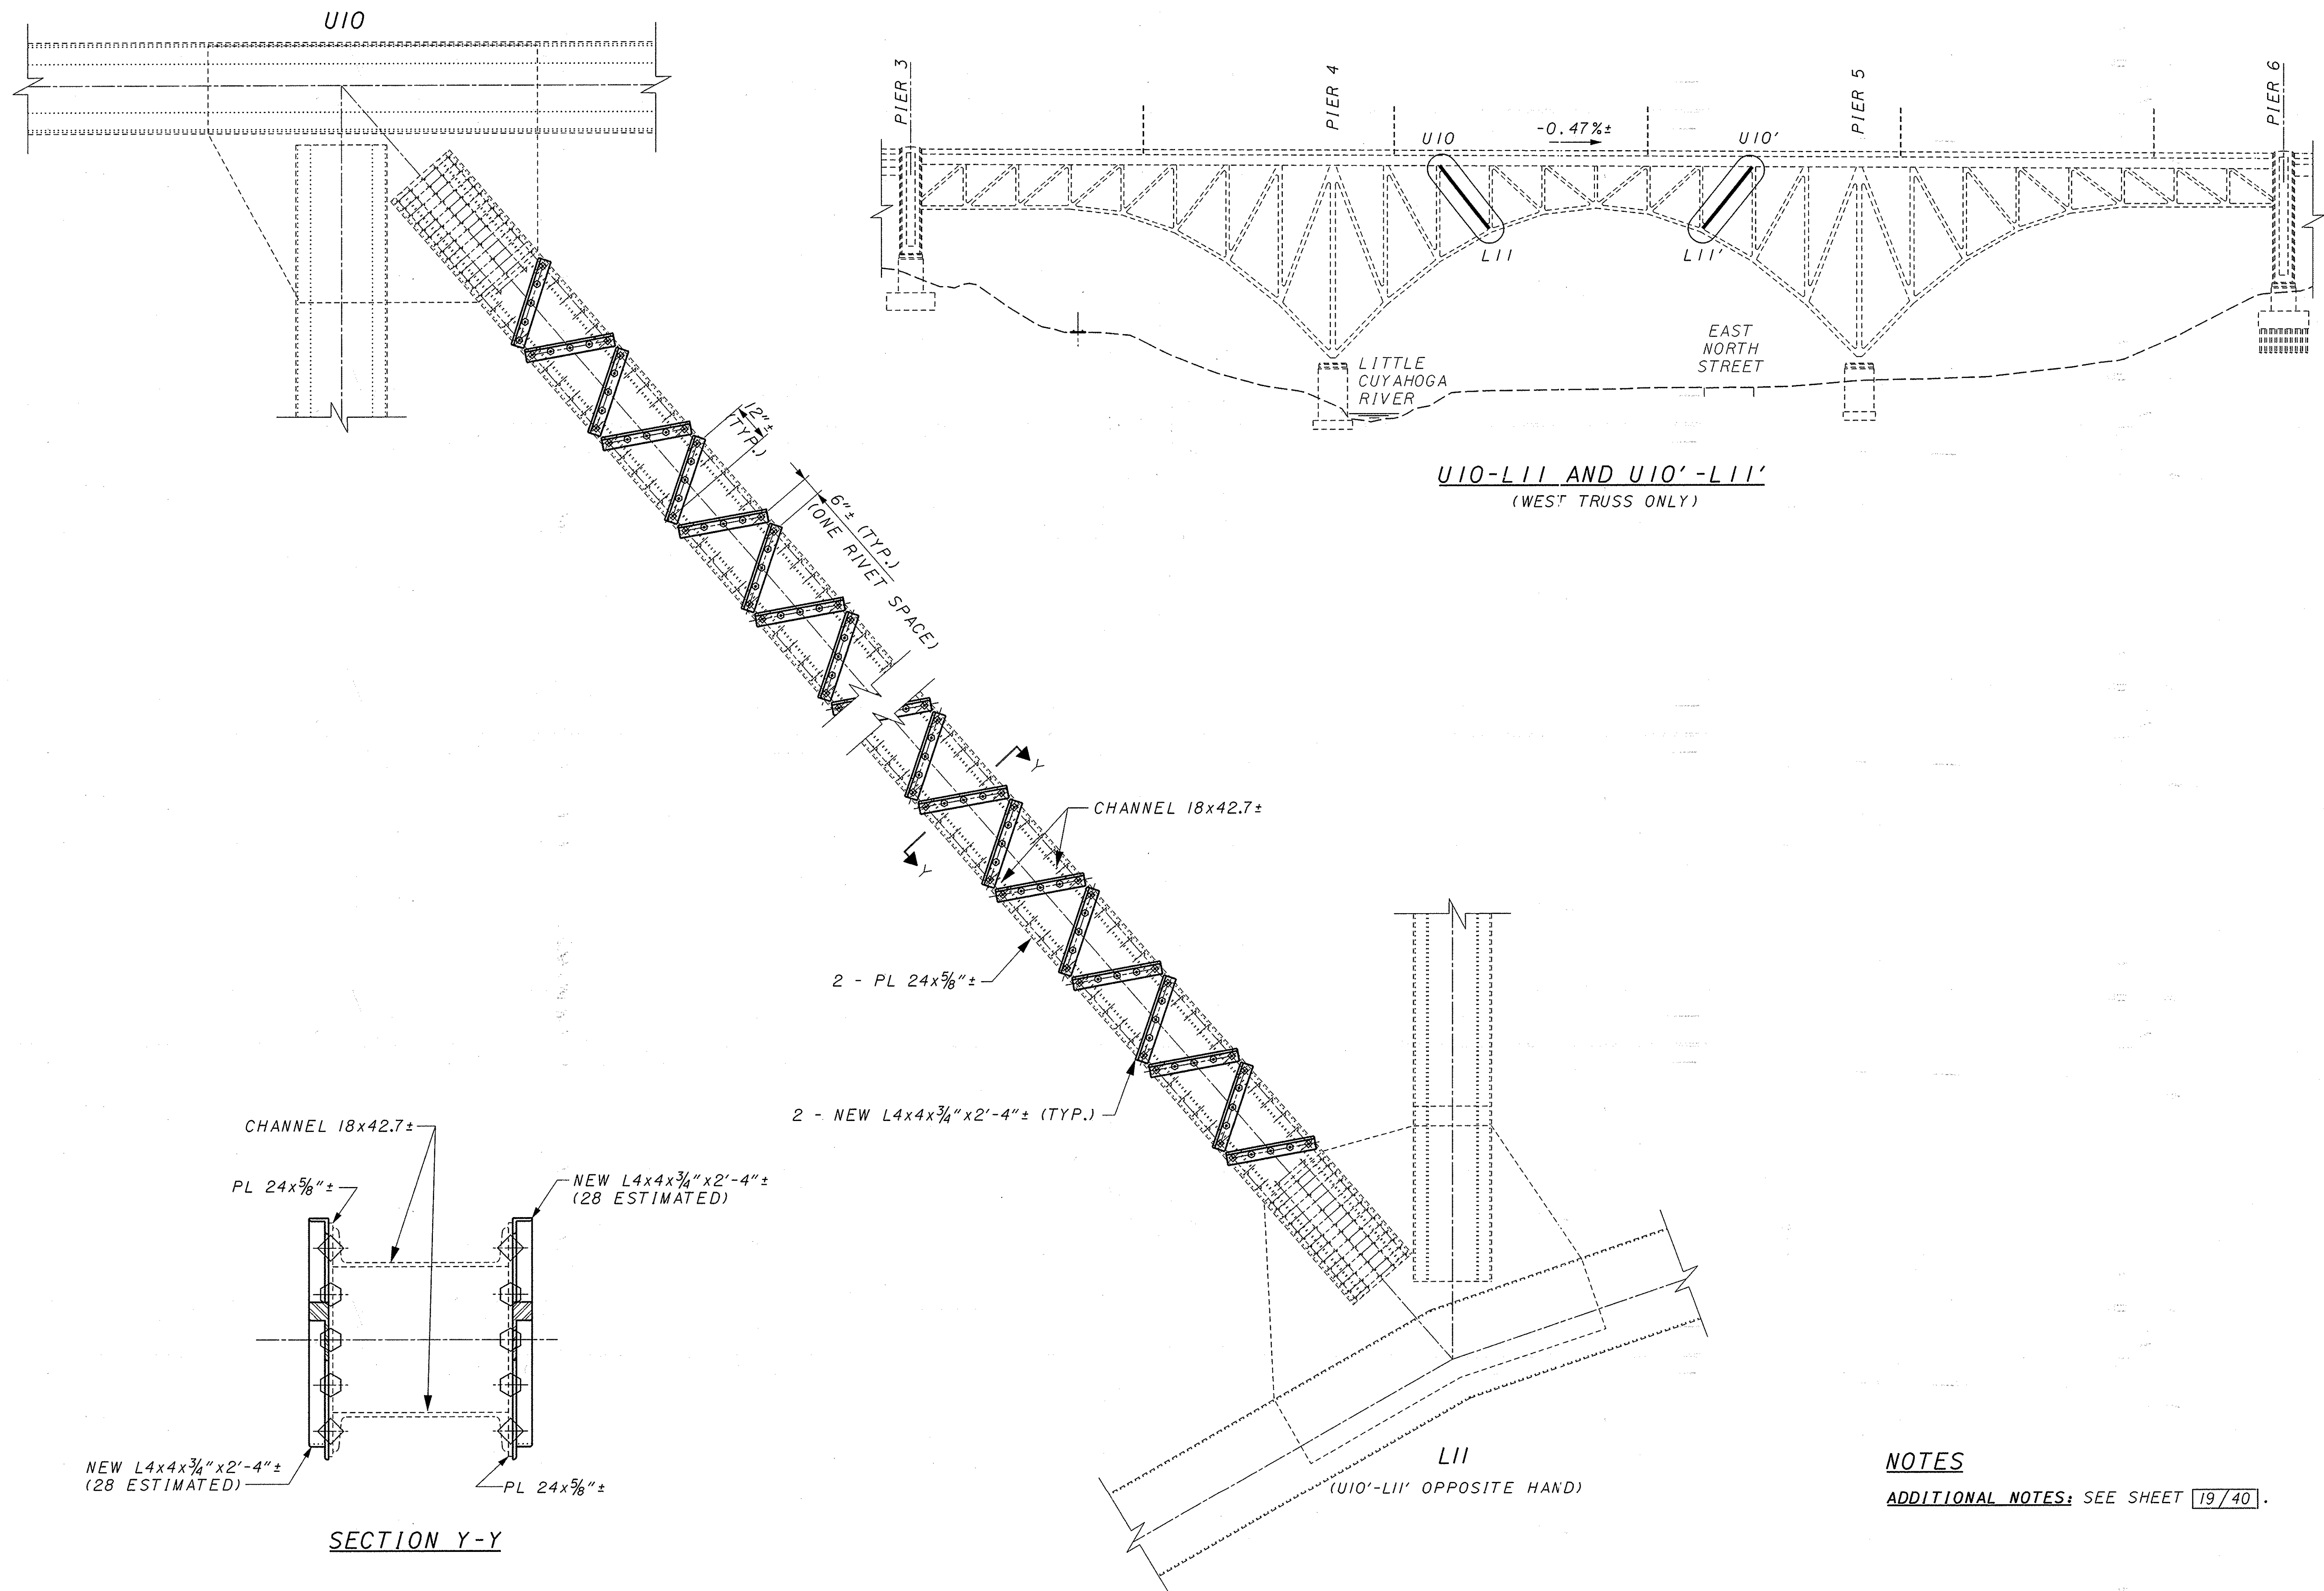 U10
12"±
(TYP.)
6"± (TYP.)
(ONE RIVET SPACE)
Y
Y
CHANNEL 18x42.7±
2 - PL 24x5/8"±
2 - NEW L4x4x3/4"x2'-4"± (TYP.)
L11
(U10'-L11' OPPOSITE HAND)
PIER 3
PIER 4
PIER 5
PIER 6
U10
-0.47%±
U10'
L11
L11'
LITTLE
CUYAHOGA
RIVER
EAST
NORTH
STREET
U10-L11 AND U10'-L11'
(WEST TRUSS ONLY)
CHANNEL 18x42.7±
PL 24x5/8"±
NEW L4x4x3/4"x2'-4"±
(28 ESTIMATED)
NEW L4x4x3/4"x2'-4"±
(28 ESTIMATED)
PL 24x5/8"±
SECTION Y-Y
NOTES
ADDITIONAL NOTES: SEE SHEET 19/40.